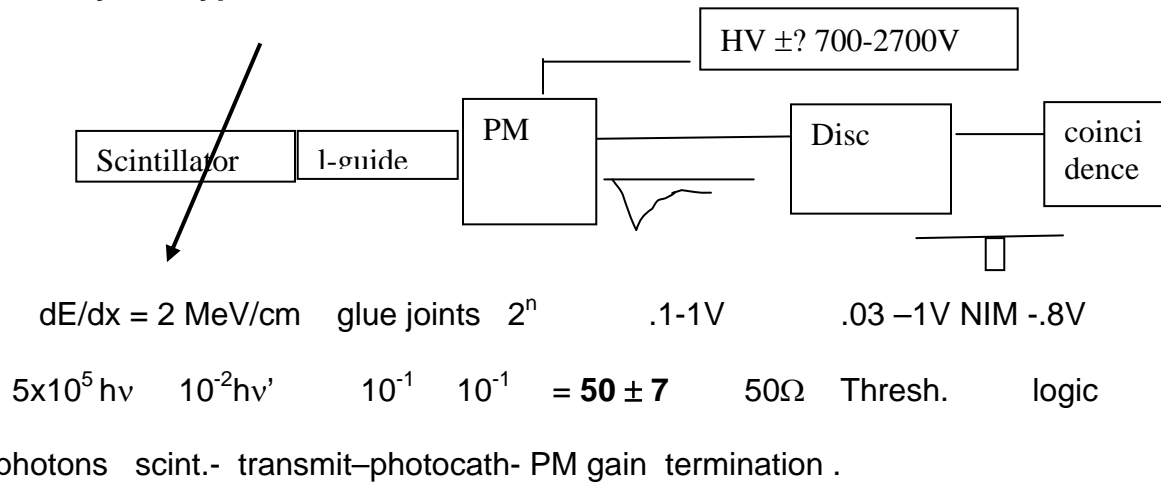 HV ±? 700-2700V
PM
Disc
coinci
dence
Scintillator
l-guide
dE/dx = 2 MeV/cm glue joints 2ⁿ .1-1V .03 –1V NIM -.8V
5x10⁵ hν 10⁻²hν’ 10⁻¹ 10⁻¹ = 50 ± 7 50Ω Thresh. logic
photons scint.- transmit–photocath- PM gain termination .